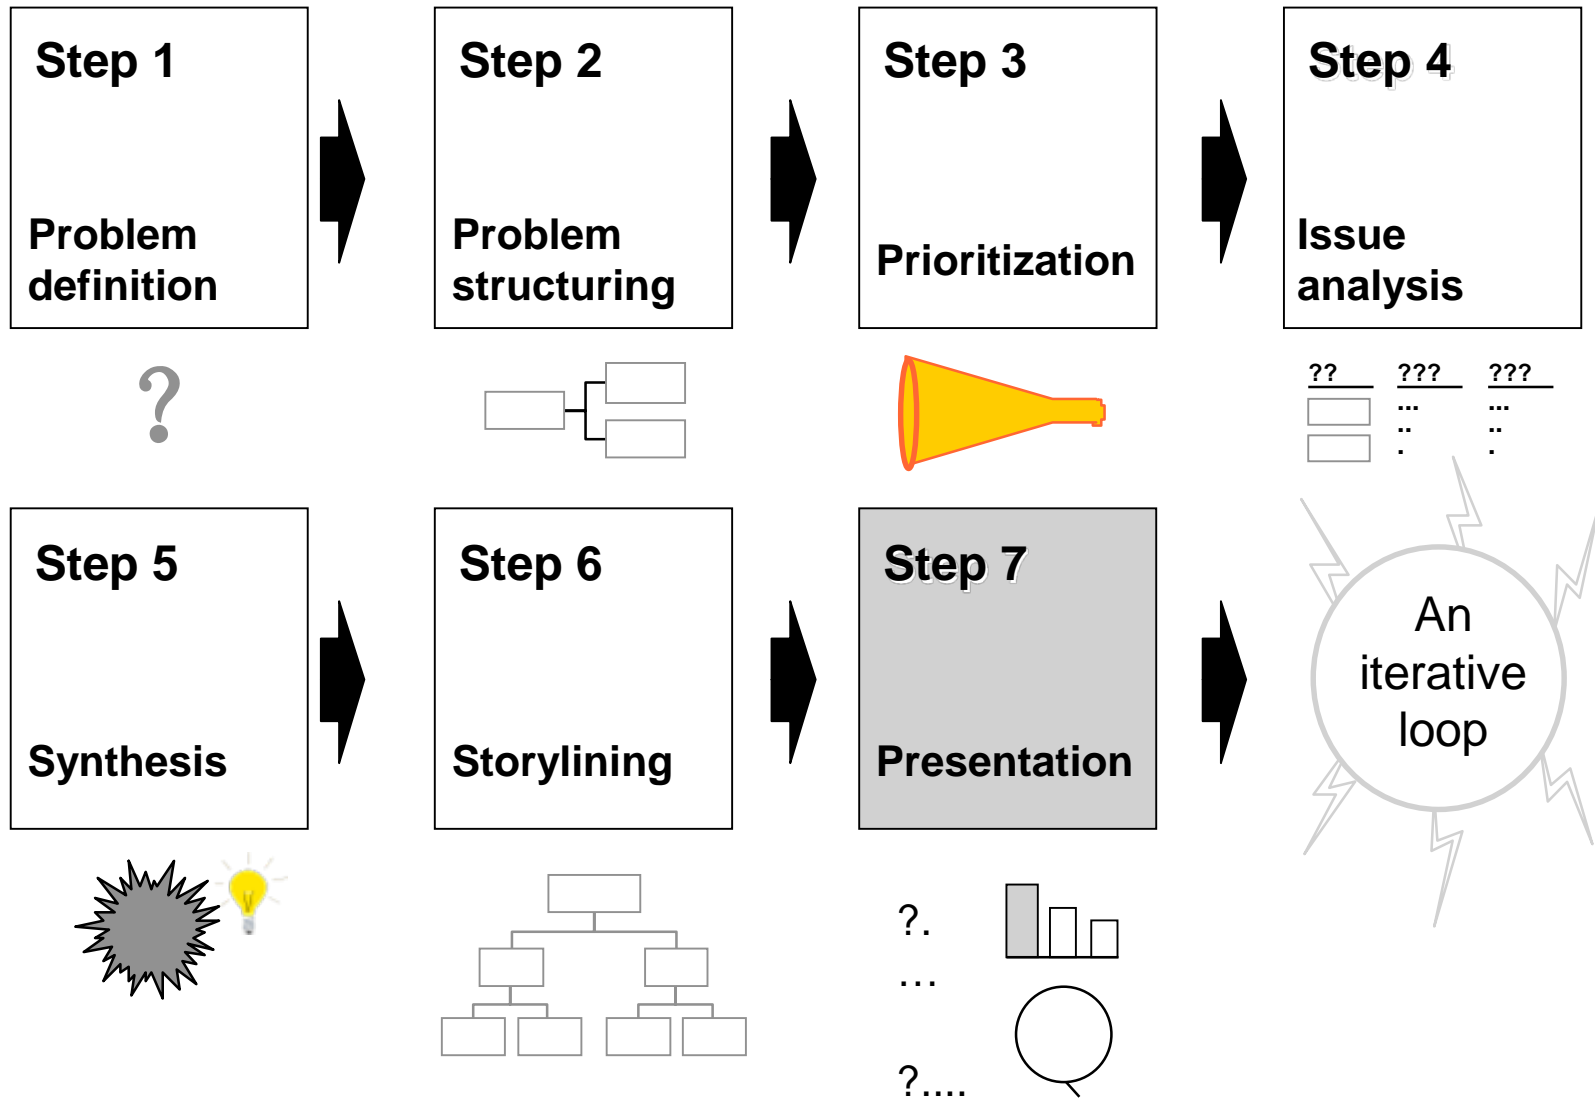 Step 1
Problem
definition
Step 2
Problem
structuring
Step 3
Prioritization
Step 4
Issue
analysis
?
?? ??? ???
... ...
.. ..
. .
Step 5
Synthesis
Step 6
Storylining
Step 7
Presentation
An
iterative
loop
?.
...
?....